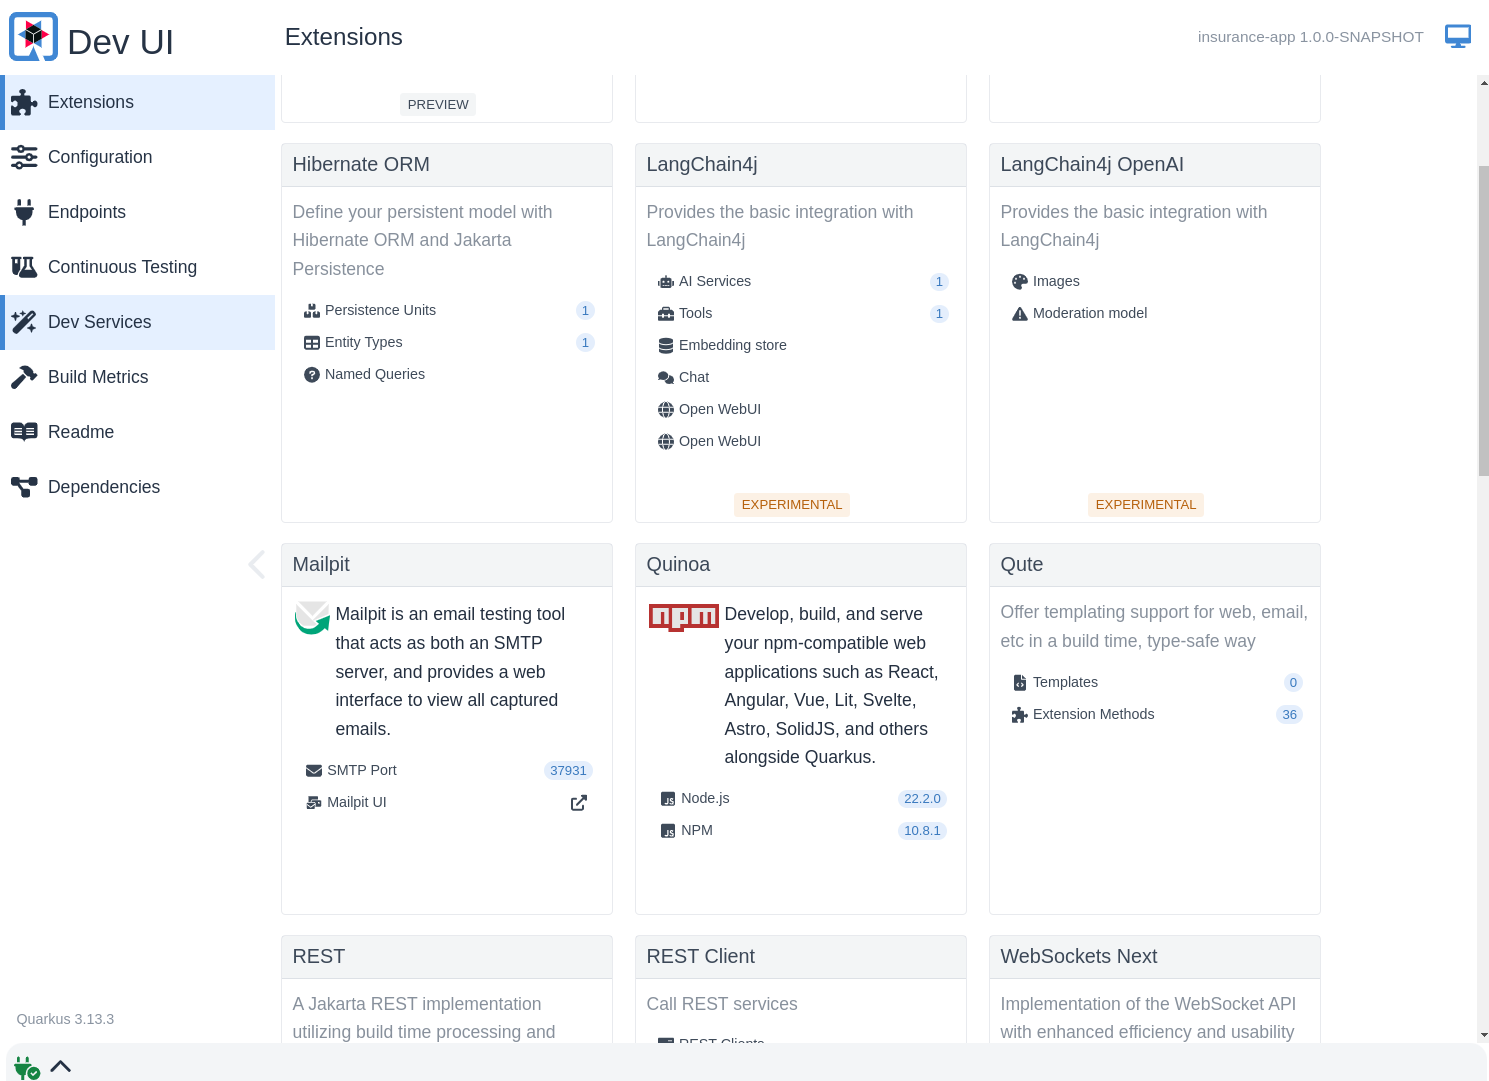 Dev UI
Extensions
insurance-app 1.0.0-SNAPSHOT
Extensions
Configuration
Endpoints
Continuous Testing
Dev Services
Build Metrics
Readme
Dependencies
Quarkus 3.13.3
PREVIEW
Hibernate ORM
Define your persistent model with
Hibernate ORM and Jakarta
Persistence
Persistence Units 1
Entity Types 1
Named Queries
LangChain4j
Provides the basic integration with
LangChain4j
AI Services 1
Tools 1
Embedding store
Chat
Open WebUI
Open WebUI
EXPERIMENTAL
LangChain4j OpenAI
Provides the basic integration with
LangChain4j
Images
Moderation model
EXPERIMENTAL
Mailpit
Mailpit is an email testing tool
that acts as both an SMTP
server, and provides a web
interface to view all captured
emails.
SMTP Port 37931
Mailpit UI
Quinoa
npm
Develop, build, and serve
your npm-compatible web
applications such as React,
Angular, Vue, Lit, Svelte,
Astro, SolidJS, and others
alongside Quarkus.
JS Node.js 22.2.0
JS NPM 10.8.1
Qute
Offer templating support for web, email,
etc in a build time, type-safe way
Templates 0
Extension Methods 36
REST
A Jakarta REST implementation
utilizing build time processing and
REST Client
Call REST services
REST Clients
WebSockets Next
Implementation of the WebSocket API
with enhanced efficiency and usability